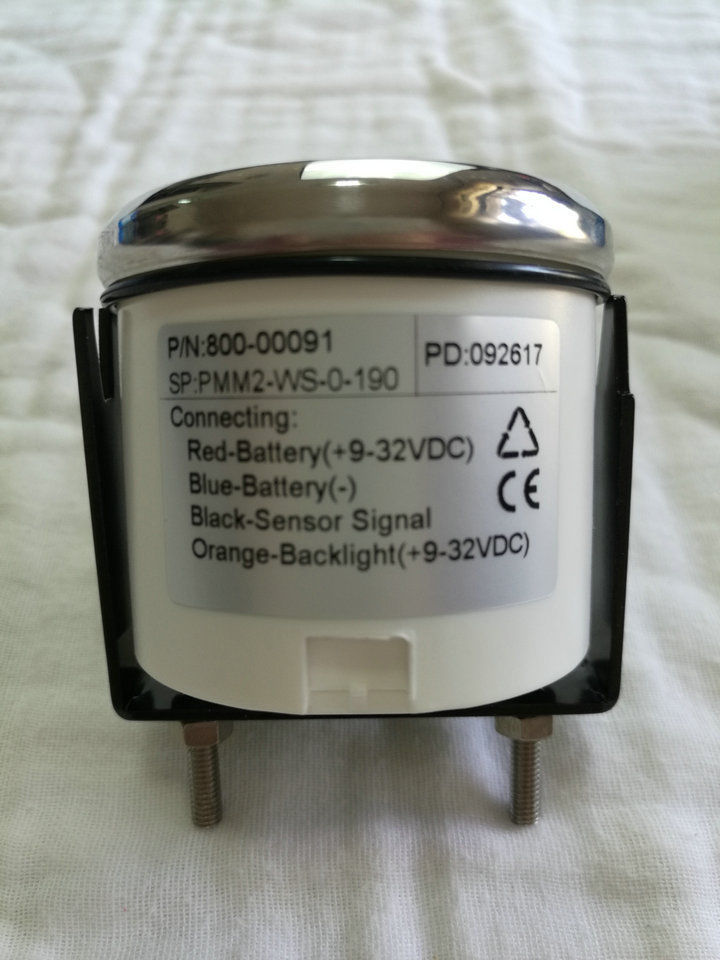 P/N:800-00091
SP:PMM2-WS-0-190
PD:092617
Connecting:
Red-Battery(+9-32VDC)
Blue-Battery(-)
Black-Sensor Signal
Orange-Backlight(+9-32VDC)
CE